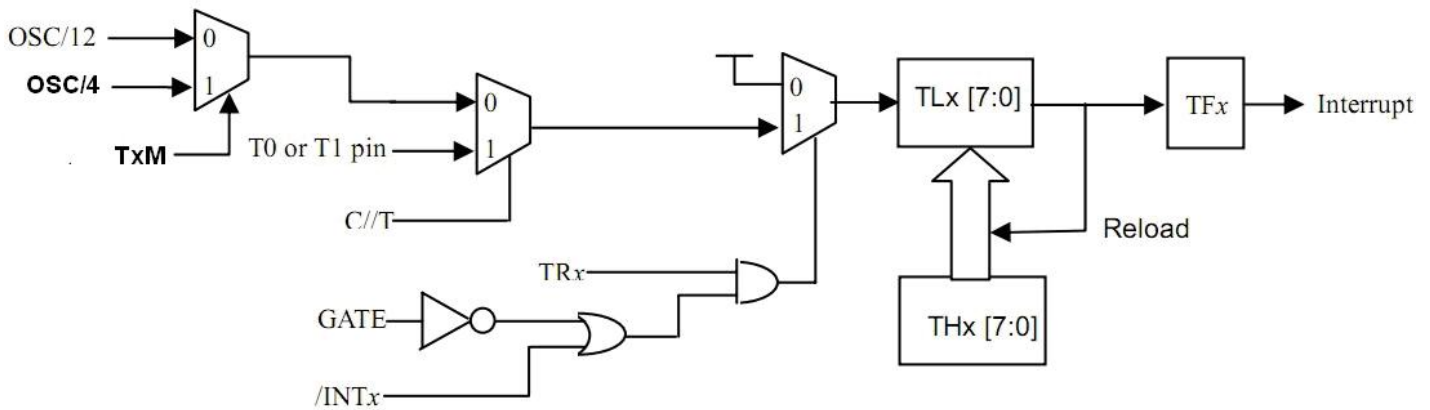 OSC/12
0
OSC/4
1
TxM
0
T0 or T1 pin
1
C//T
0
1
TLx [7:0]
TFx
Interrupt
Reload
TRx
GATE
THx [7:0]
/INTx